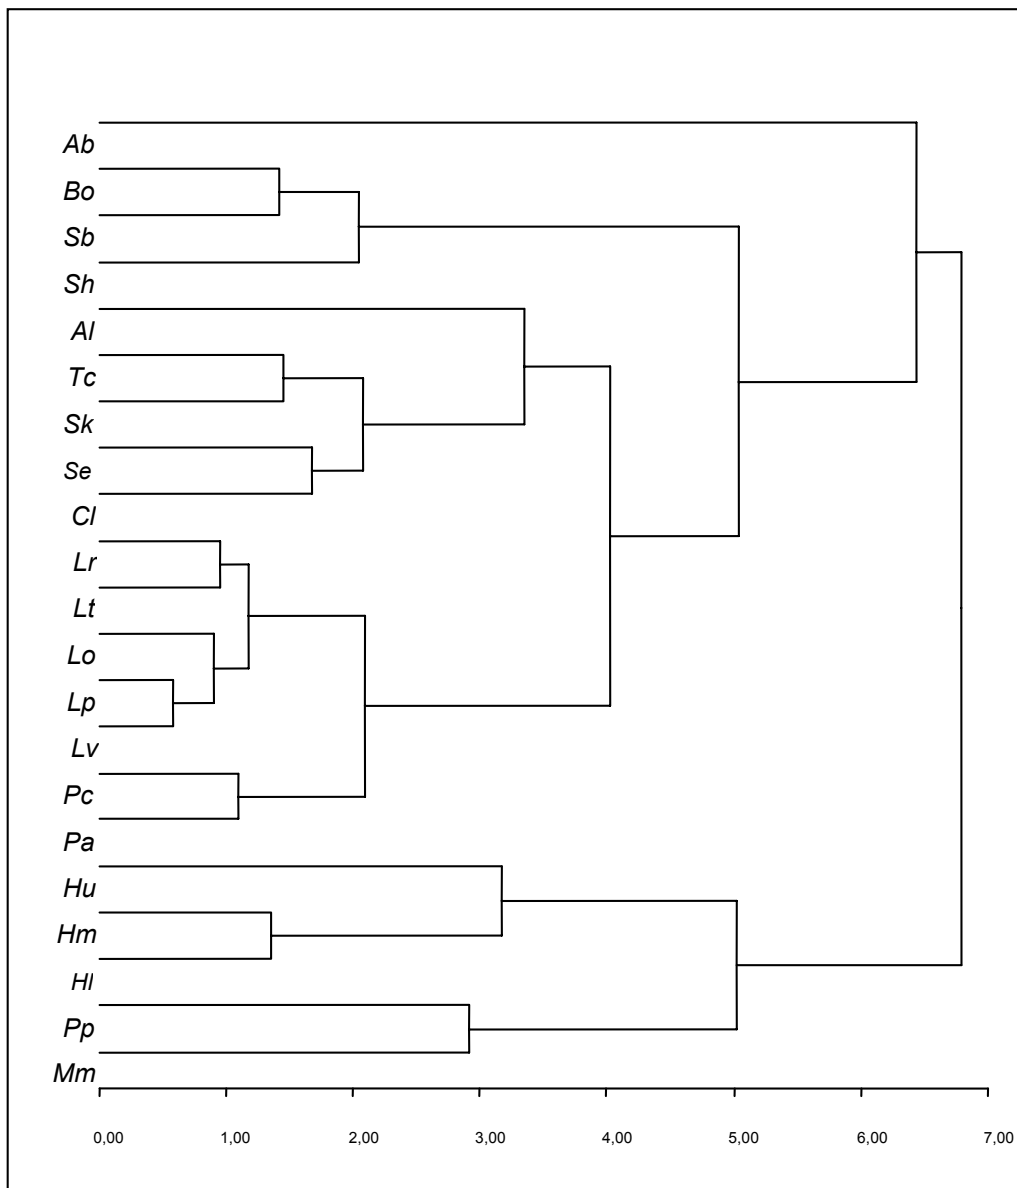 Ab
Bo
Sb
Sh
Al
Tc
Sk
Se
Cl
Lr
Lt
Lo
Lp
Lv
Pc
Pa
Hu
Hm
Hl
Pp
Mm
0,00 1,00 2,00 3,00 4,00 5,00 6,00 7,00